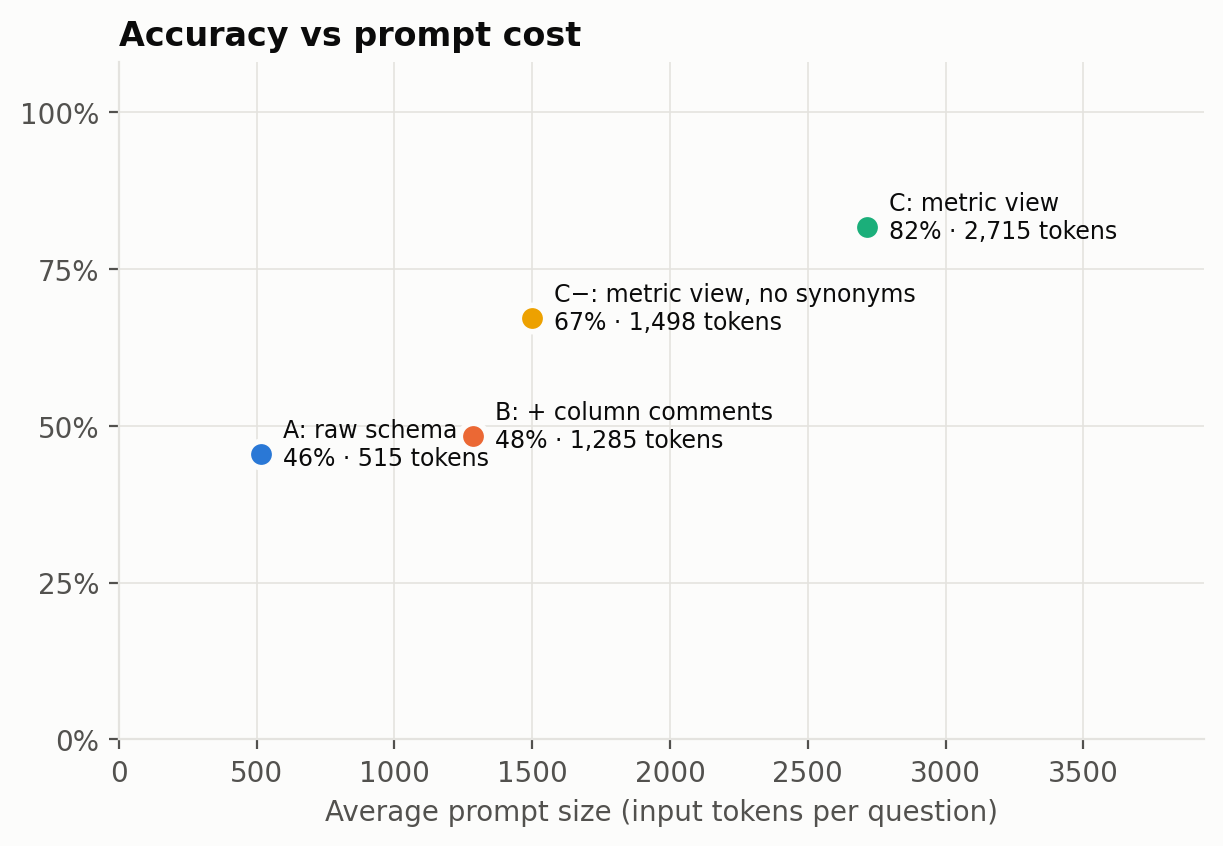 Accuracy vs prompt cost
100%
C: metric view
82% · 2,715 tokens
75%
C−: metric view, no synonyms
67% · 1,498 tokens
50%
B: + column comments
48% · 1,285 tokens
A: raw schema
46% · 515 tokens
25%
0%
0 500 1000 1500 2000 2500 3000 3500
Average prompt size (input tokens per question)